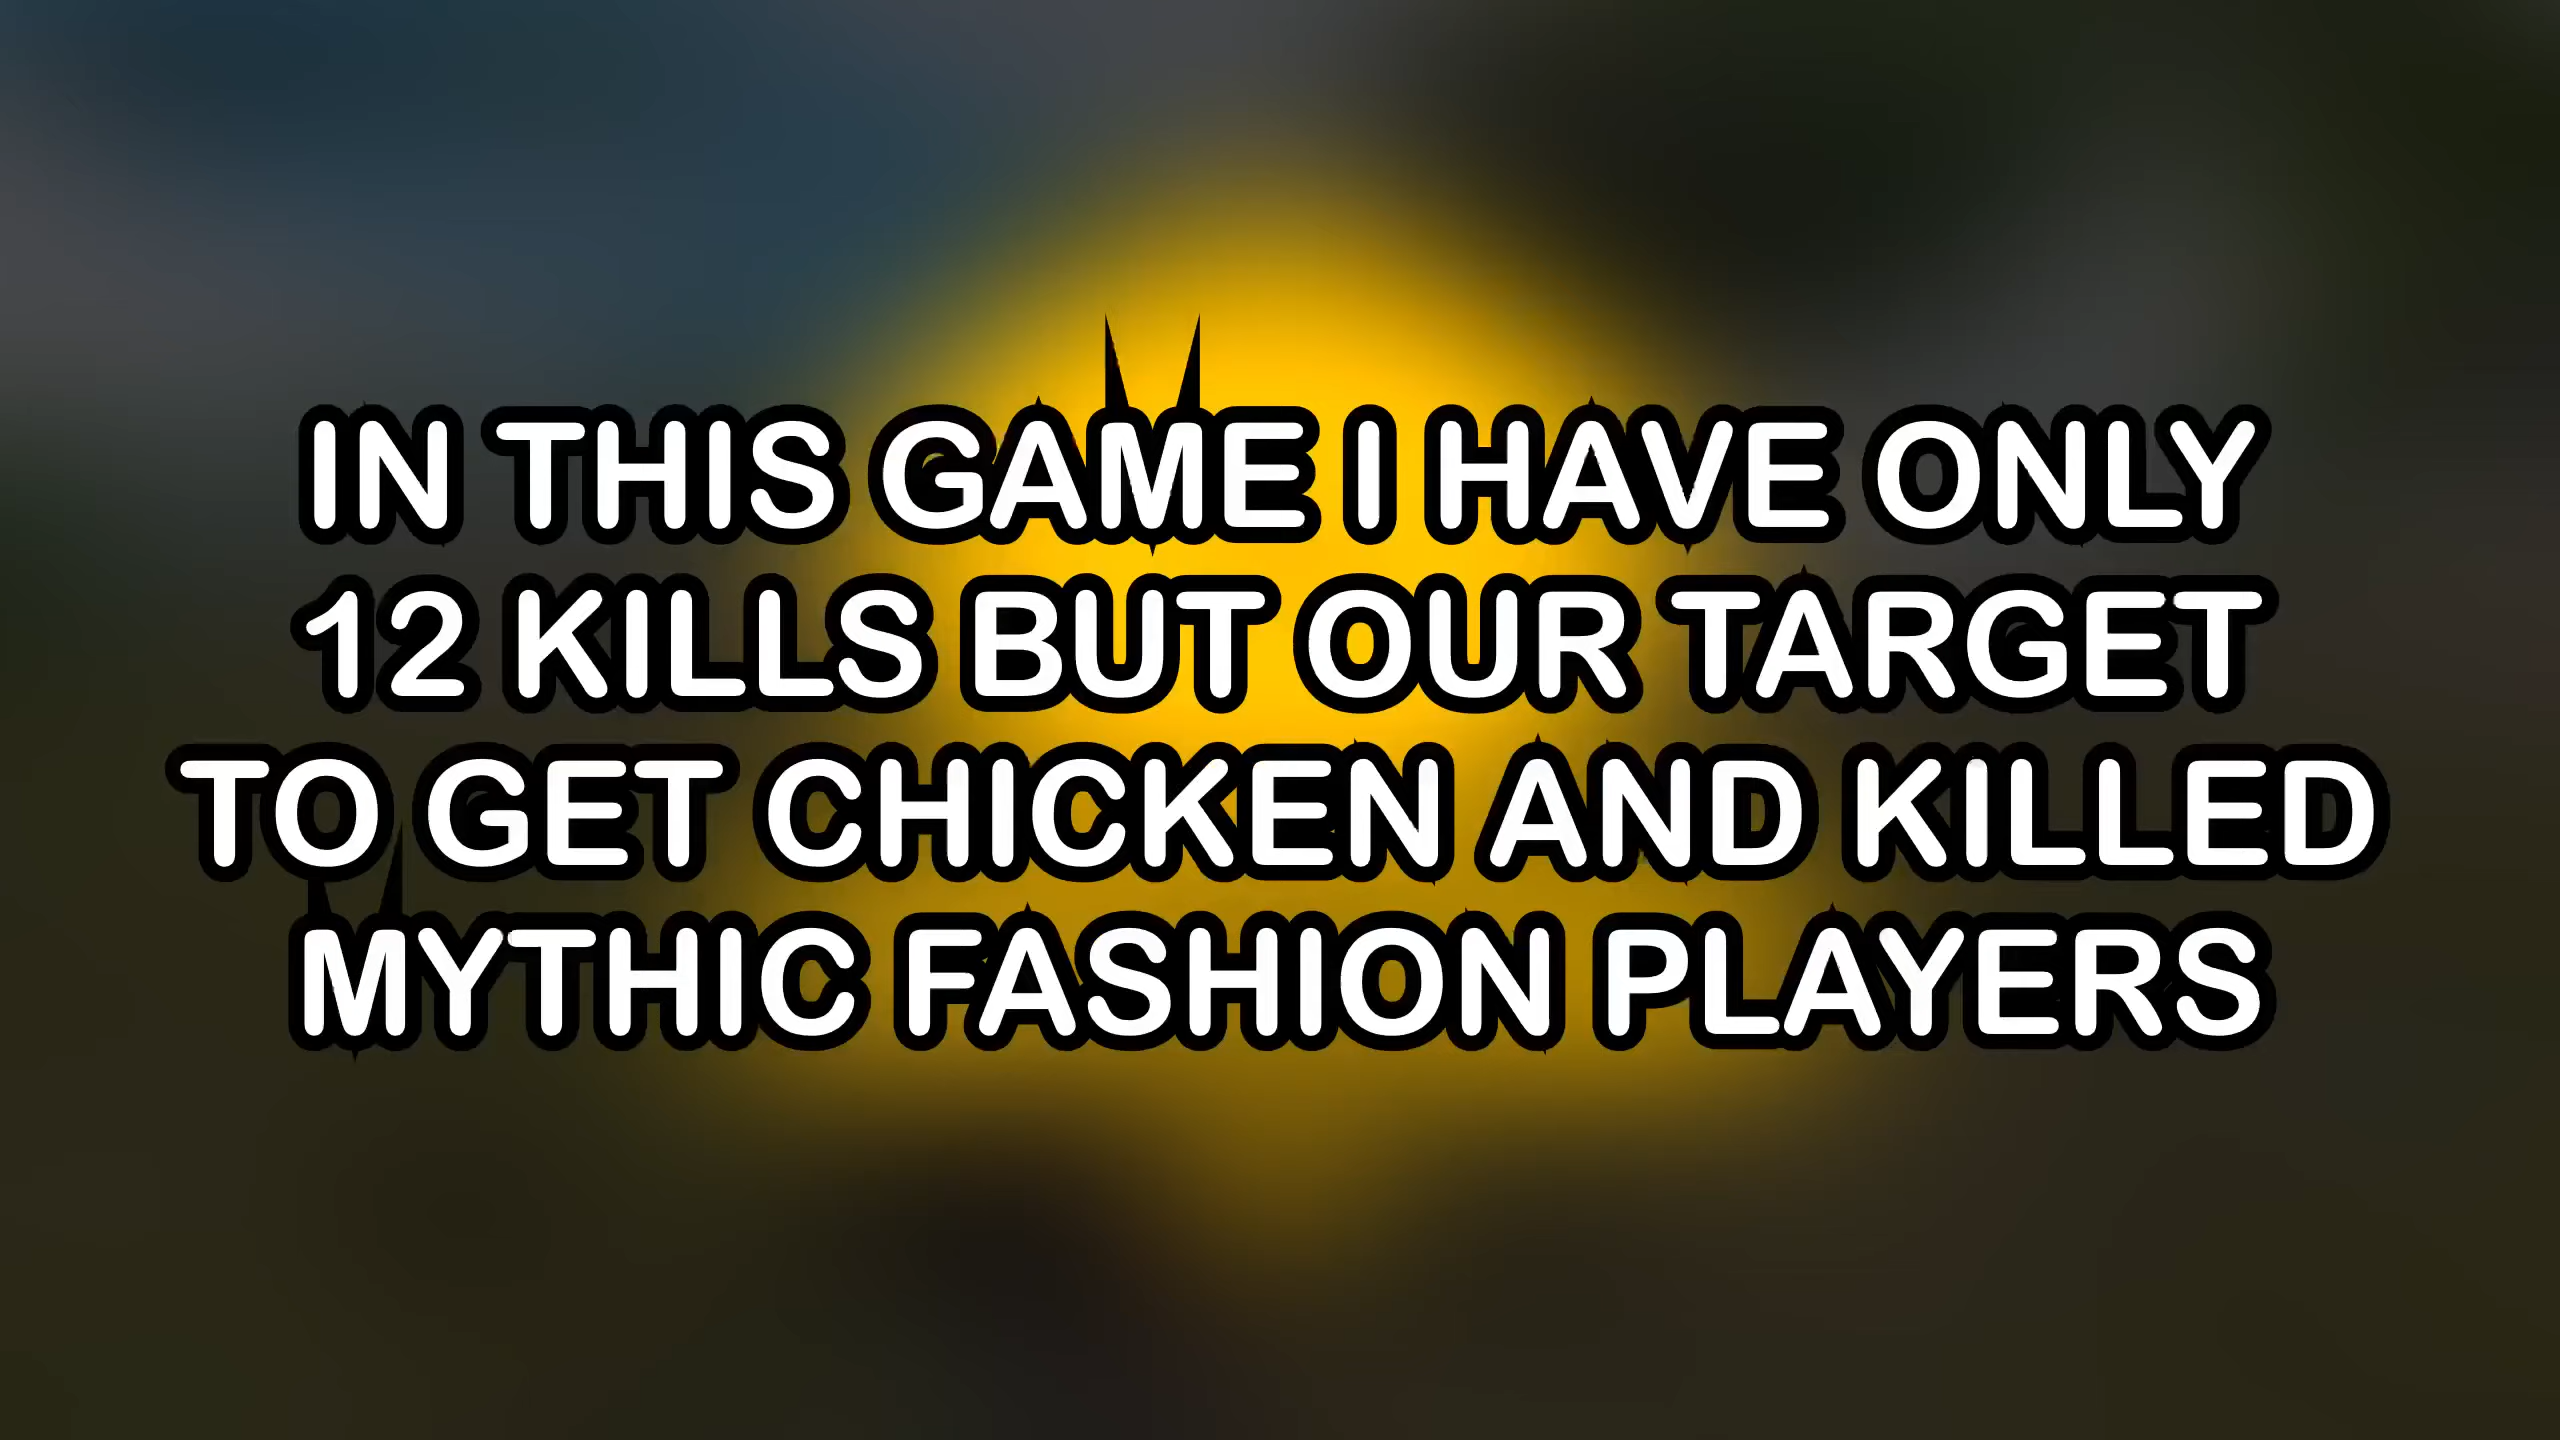 IN THIS GAME I HAVE ONLY
12 KILLS BUT OUR TARGET
TO GET CHICKEN AND KILLED
MYTHIC FASHION PLAYERS